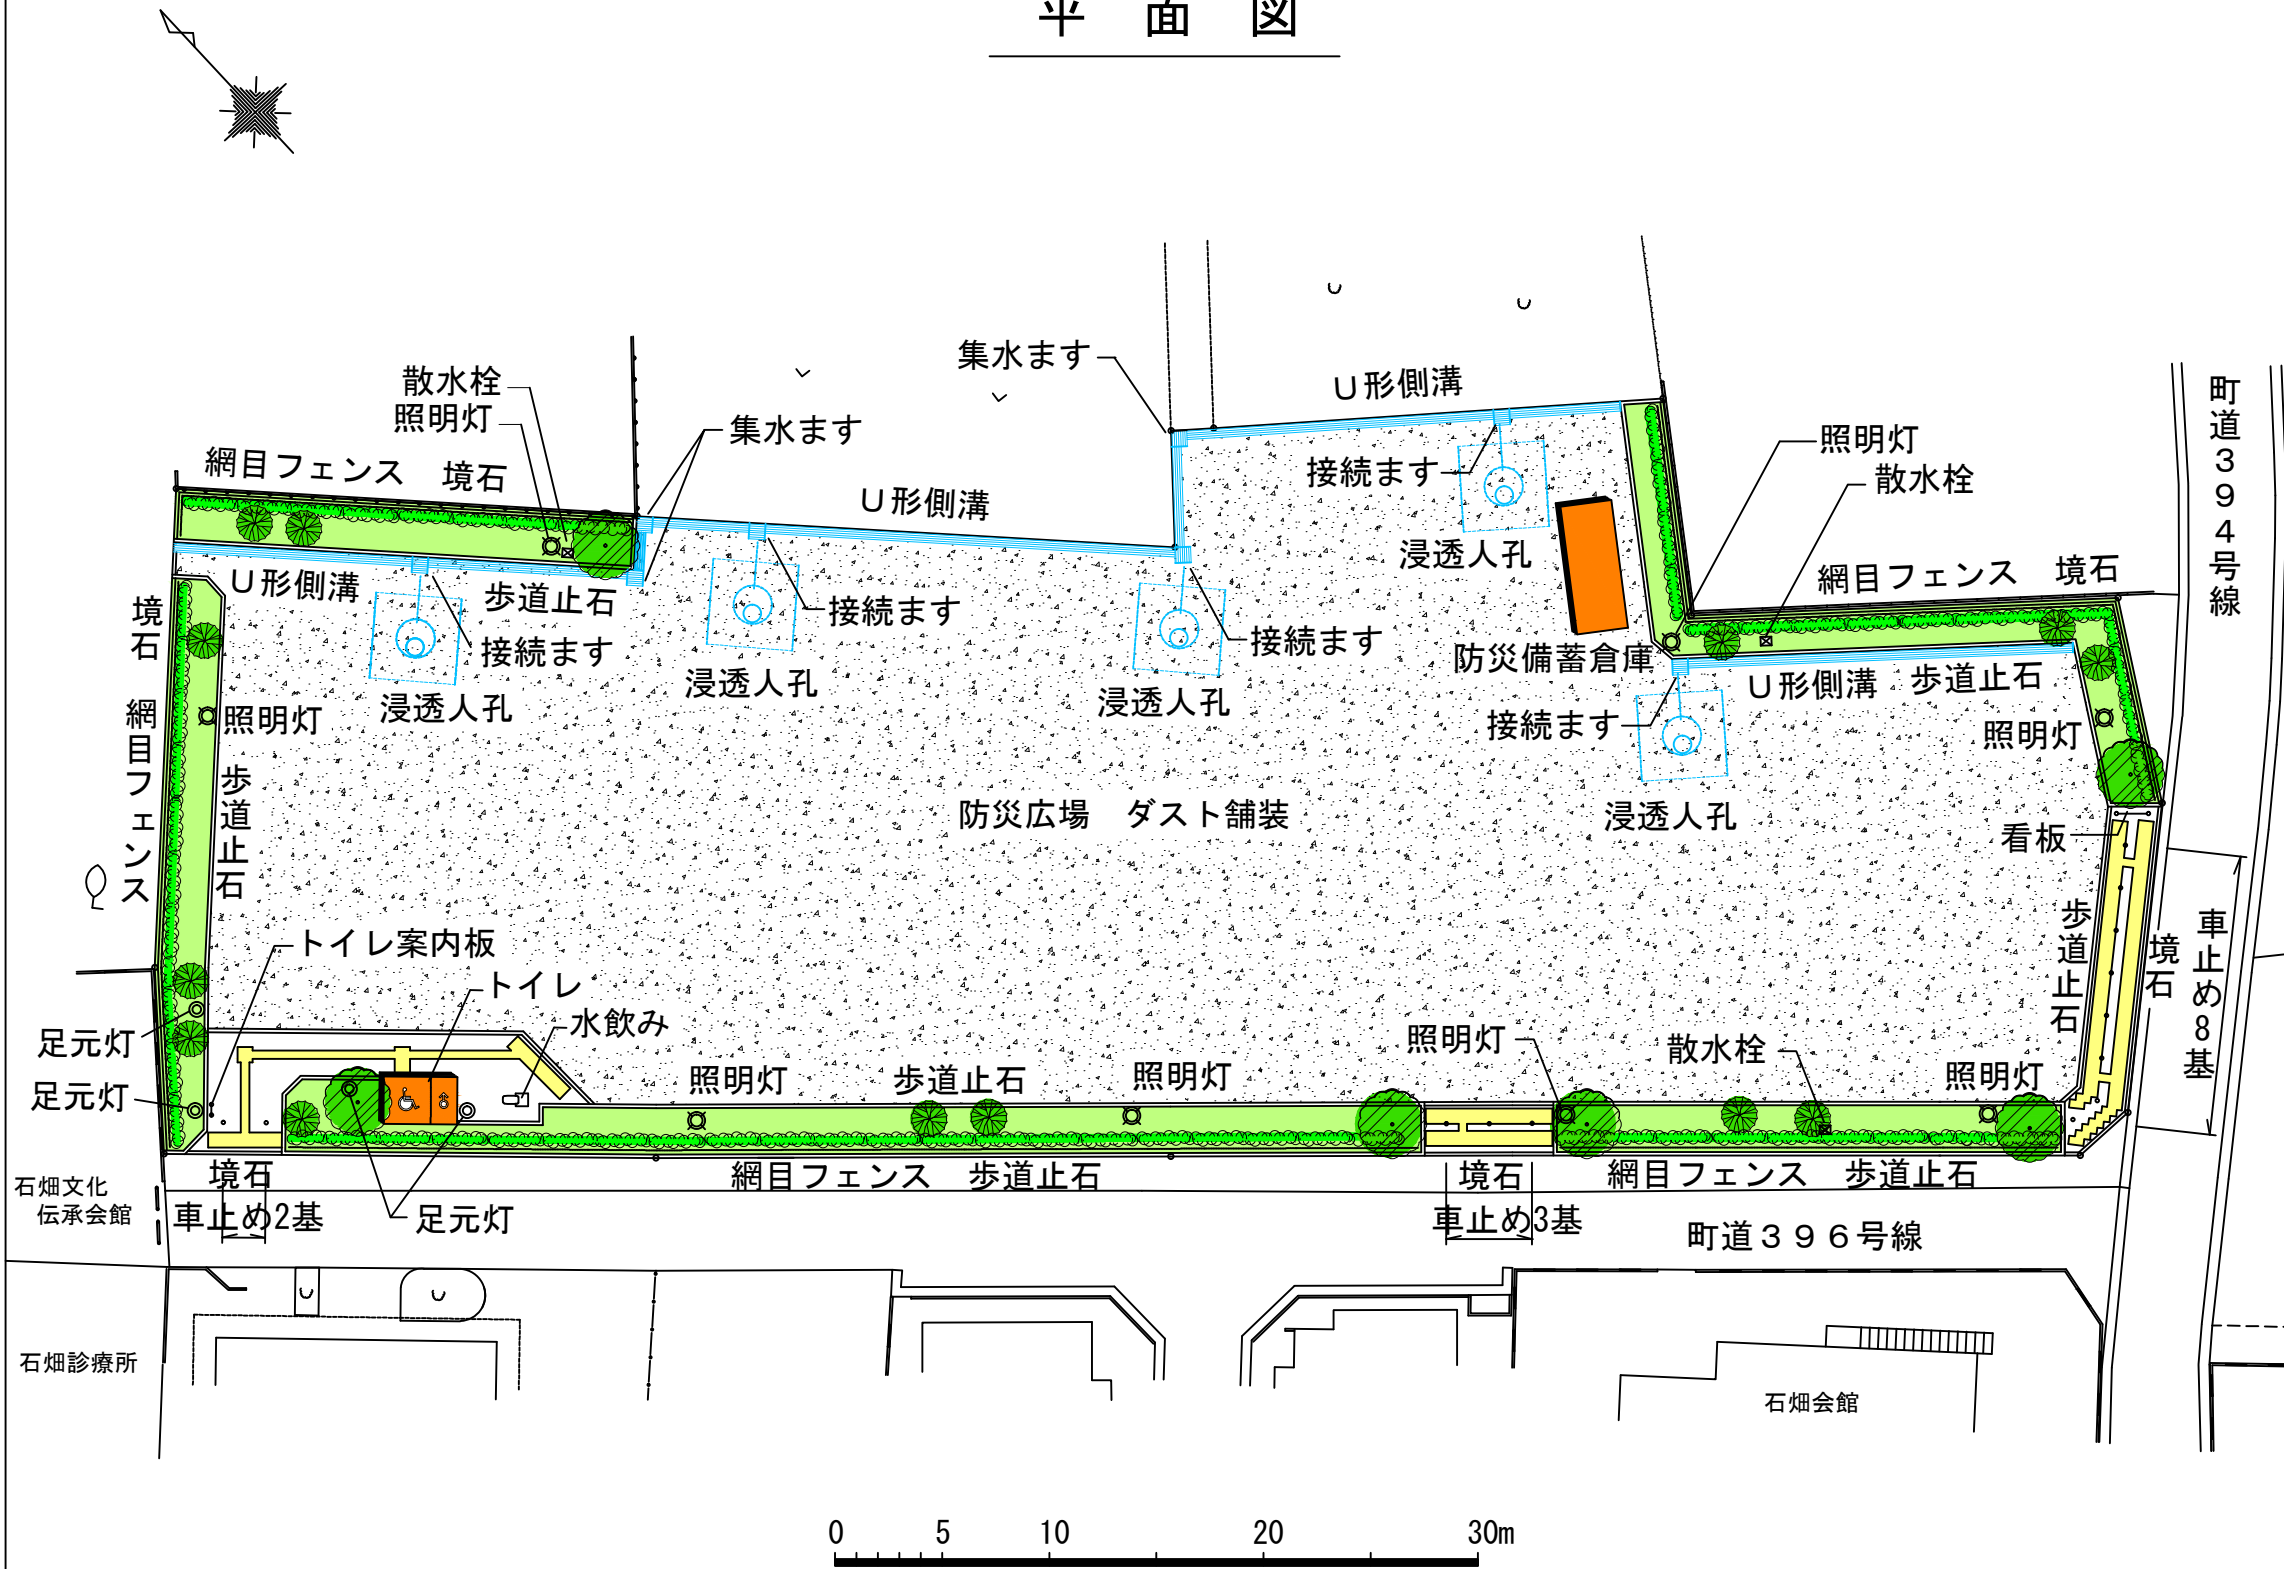 平面図
集水ます
散水栓
照明灯
集水ます
U形側溝
町道394号線
照明灯
散水栓
網目フェンス 境石
接続ます
U形側溝
浸透人孔
網目フェンス 境石
U形側溝
歩道止石
境石
接続ます
接続ます
接続ます
防災備蓄倉庫
浸透人孔
浸透人孔
浸透人孔
U形側溝 歩道止石
接続ます
照明灯
網目フェンス
照明灯
歩道止石
防災広場 ダスト舗装
浸透人孔
看板
歩道止石
境石
車止め8基
トイレ案内板
トイレ
水飲み
足元灯
足元灯
照明灯
歩道止石
照明灯
照明灯
散水栓
照明灯
境石
網目フェンス 歩道止石
境石
網目フェンス 歩道止石
石畑文化
伝承会館
車止め2基
足元灯
車止め3基
町道396号線
石畑診療所
石畑会館
0 5 10 20 30m